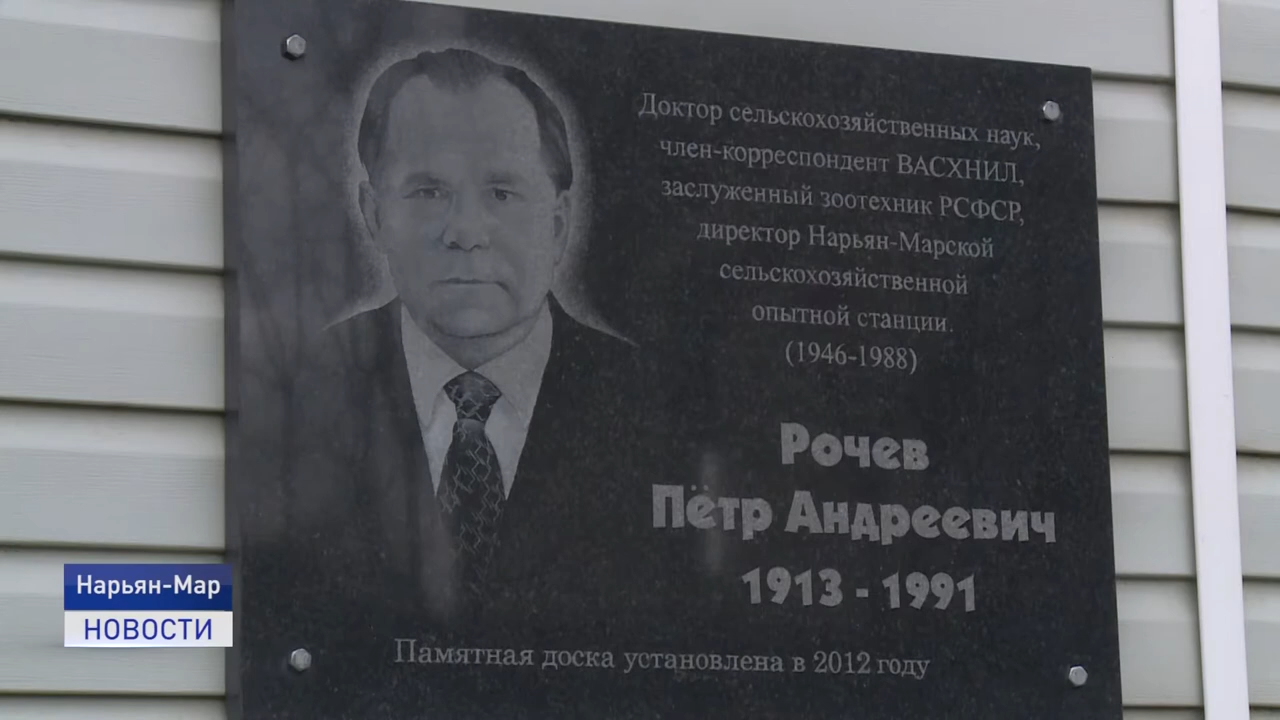 Доктор сельскохозяйственных наук,
член-корреспондент ВАСХНИЛ,
заслуженный зоотехник РСФСР,
директор Нарьян-Марской
сельскохозяйственной
опытной станции.
(1946-1988)
Рочев
Пётр Андреевич
1913 - 1991
Памятная доска установлена в 2012 году
Нарьян-Мар
НОВОСТИ